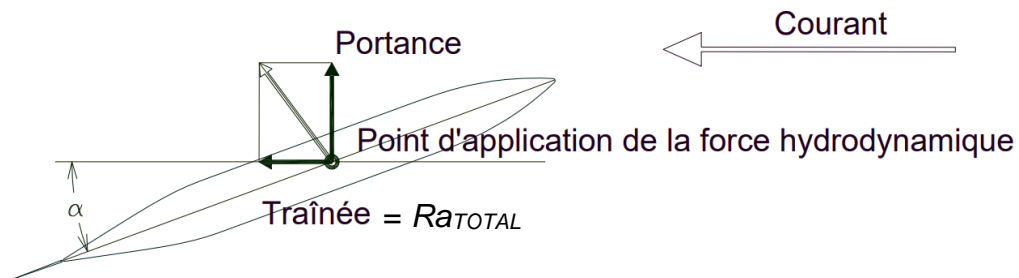 Courant
Portance
Point d'application de la force hydrodynamique
α
Traînée = RaTOTAL